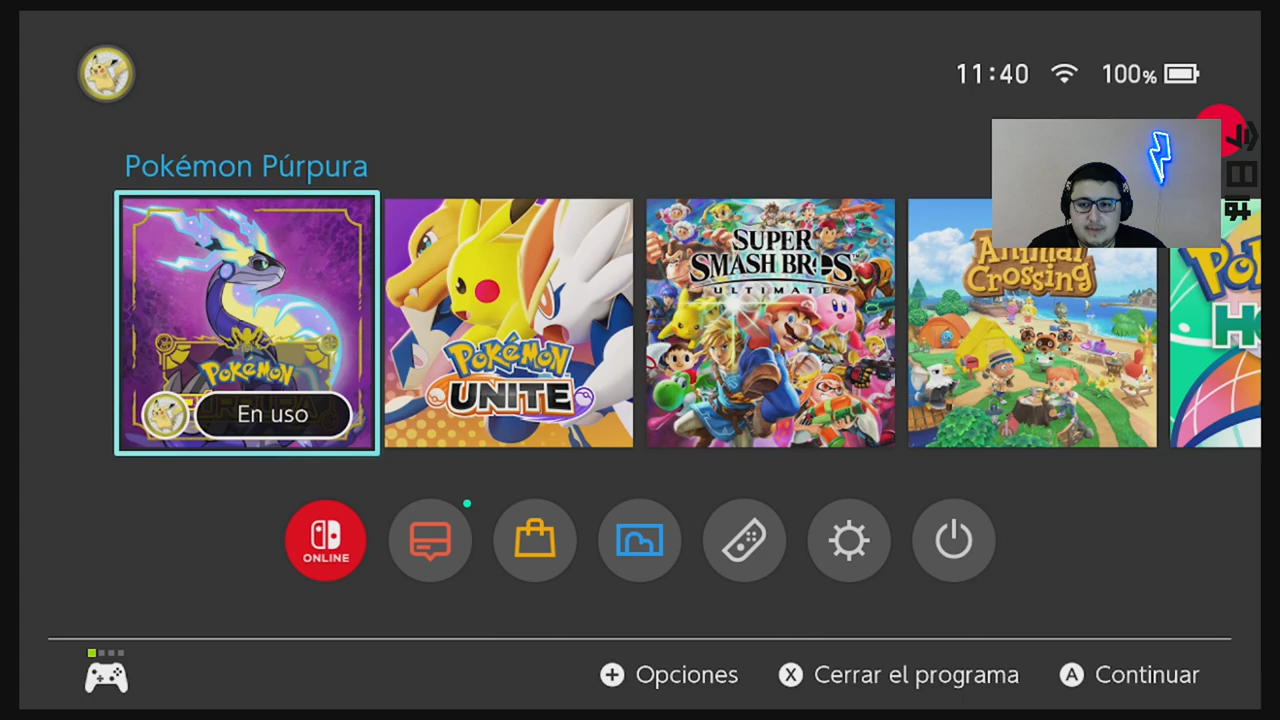 11:40
100%
Pokémon Púrpura
POKéMON
En uso
POKéMON
UNITE
SUPER
SMASH BROS.
ULTIMATE
Animal
Crossing
ONLINE
Opciones
X
Cerrar el programa
A
Continuar